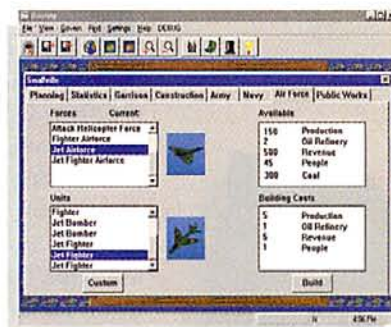 File View Govern Find Settings Help DEBUG
Smallville
Planning Statistics Garrison Construction Army Navy Air Force Public Works
Forces Current:
Attack Helicopter Force
Fighter Airforce
Jet Airforce
Jet Fighter Airforce
Available
150 Production
2 Oil Refinery
500 Revenue
45 People
300 Coal
Units
Fighter
Jet Bomber
Jet Bomber
Jet Fighter
Jet Fighter
Jet Fighter
Building Costs
5 Production
1 Oil Refinery
5 Revenue
1 People
Custom
Build